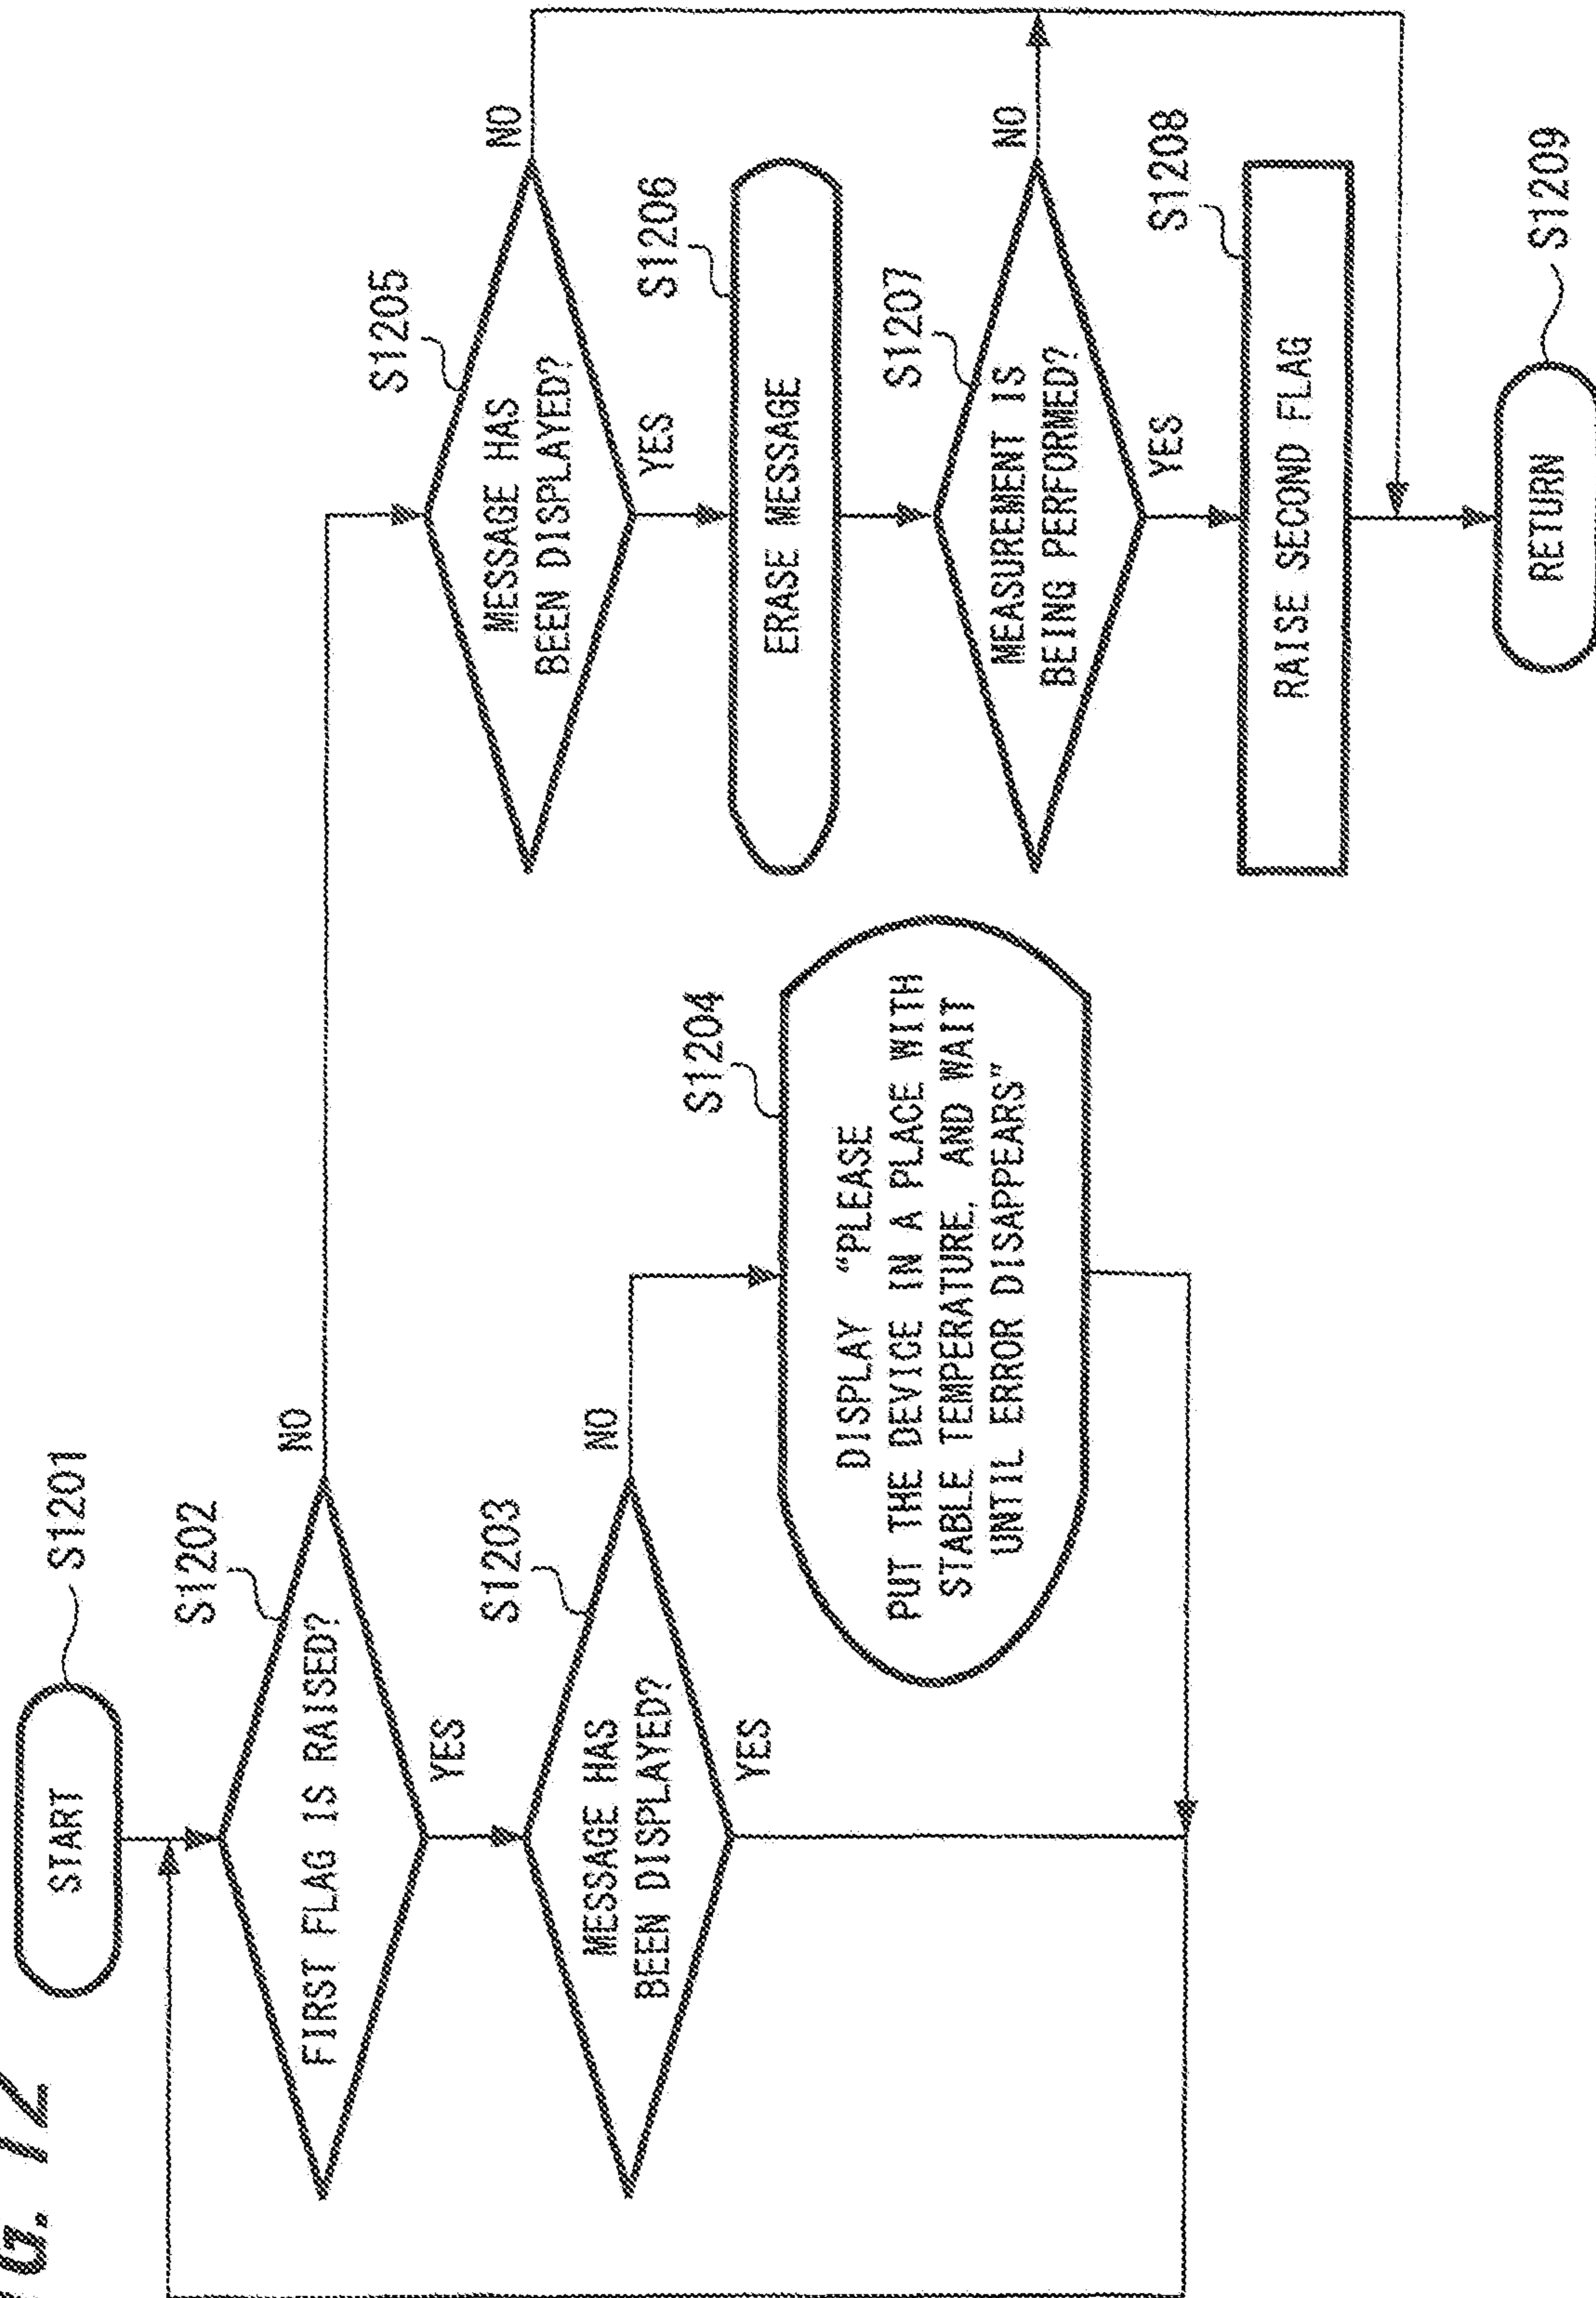 G. 12
START
S1201
FIRST FLAG IS RAISED?
S1202
NO
YES
MESSAGE HAS
BEEN DISPLAYED?
S1203
NO
YES
DISPLAY "PLEASE
PUT THE DEVICE IN A PLACE WITH
STABLE TEMPERATURE, AND WAIT
UNTIL ERROR DISAPPEARS"
S1204
MESSAGE HAS
BEEN DISPLAYED?
S1205
NO
YES
ERASE MESSAGE
S1206
MEASUREMENT IS
BEING PERFORMED?
S1207
NO
YES
RAISE SECOND FLAG
S1208
RETURN
S1209